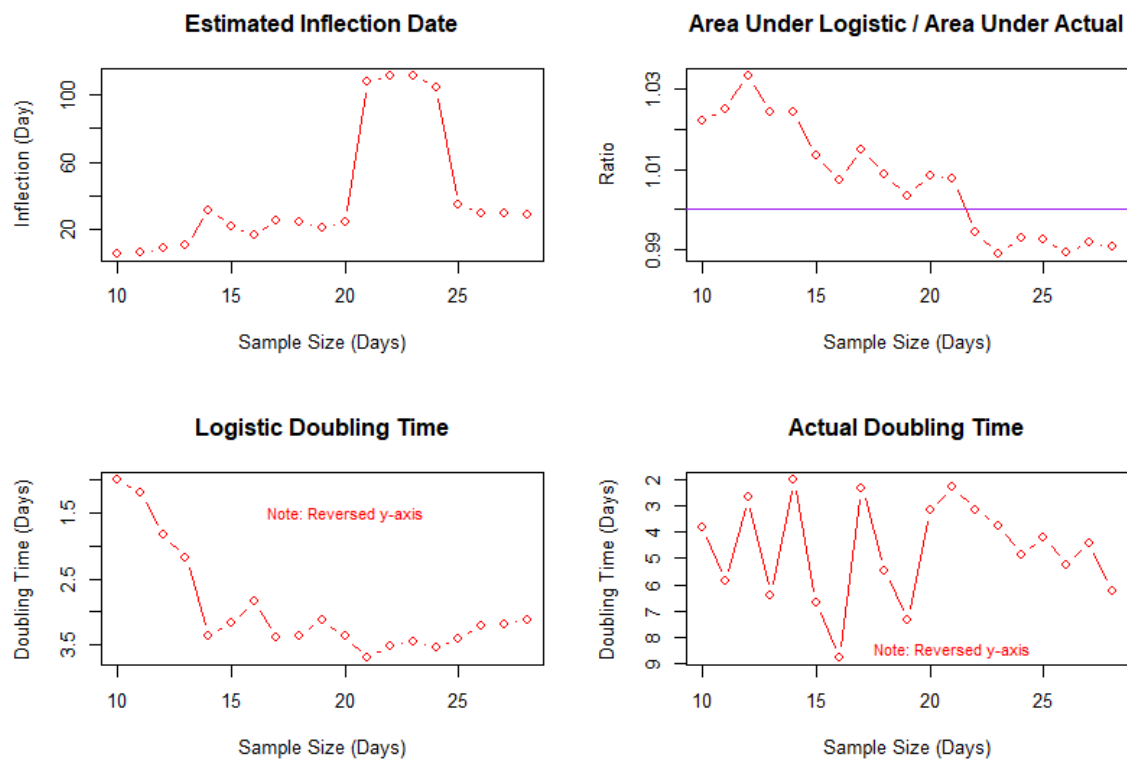 Estimated Inflection Date
Inflection (Day)
100
60
20
10 15 20 25
Sample Size (Days)
Area Under Logistic / Area Under Actual
Ratio
1.03
1.01
0.99
10 15 20 25
Sample Size (Days)
Logistic Doubling Time
Doubling Time (Days)
1.5
2.5
3.5
Note: Reversed y-axis
10 15 20 25
Sample Size (Days)
Actual Doubling Time
Doubling Time (Days)
2
3
4
5
6
7
8
9
Note: Reversed y-axis
10 15 20 25
Sample Size (Days)